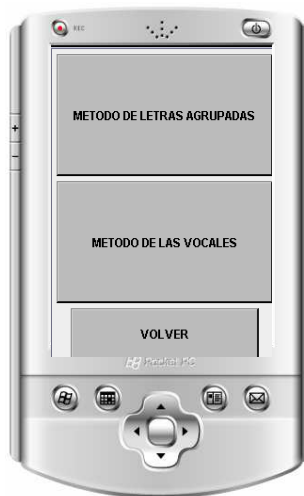 REC
METODO DE LETRAS AGRUPADAS
METODO DE LAS VOCALES
VOLVER
Pocket PC